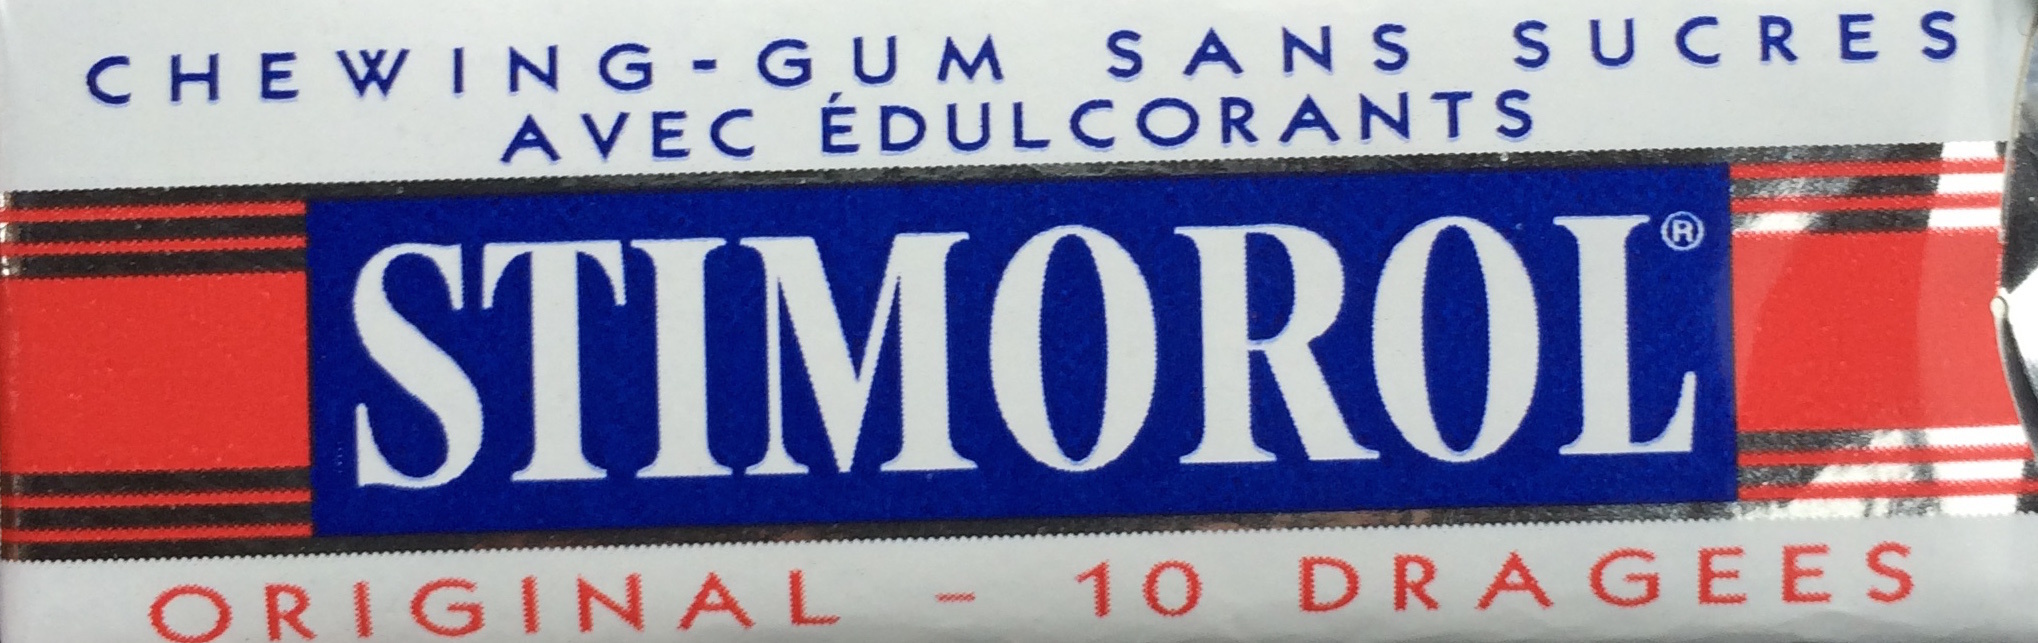 CHEWING-GUM SANS SUCRES
AVEC ÉDULCORANTS
STIMOROL®
ORIGINAL - 10 DRAGEES